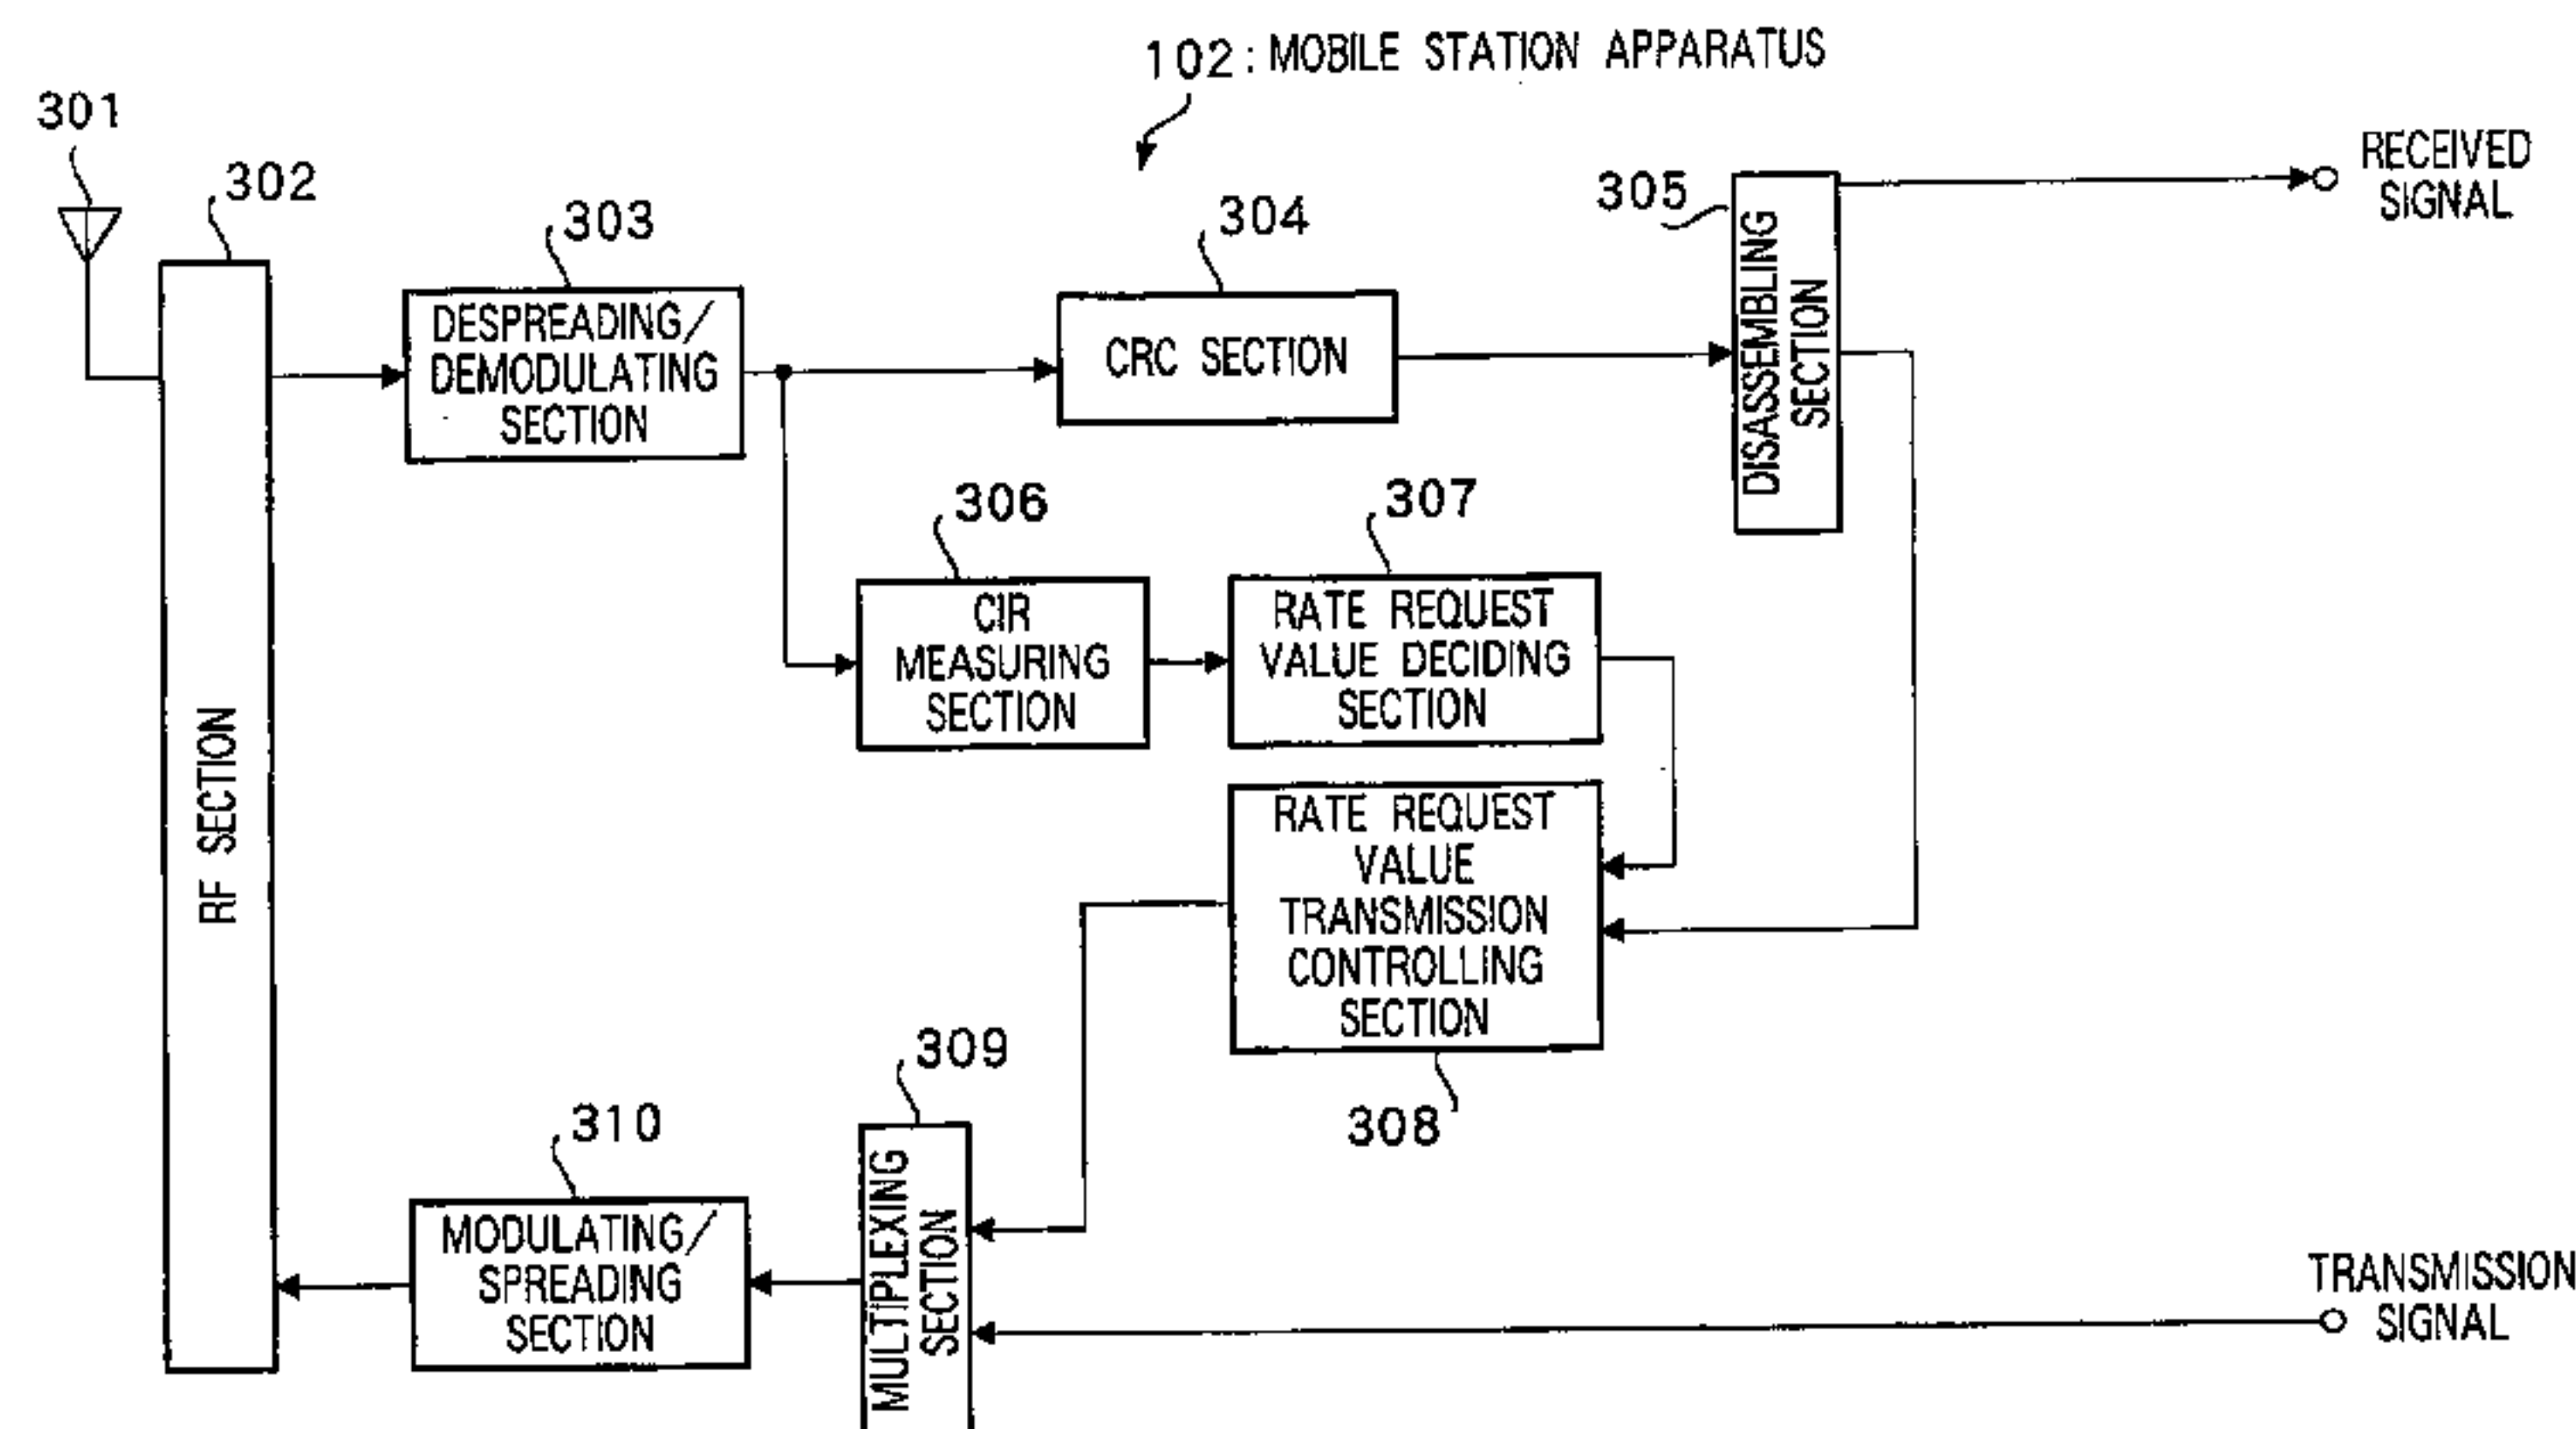 102: MOBILE STATION APPARATUS
301
302
303
304
305
RECEIVED
SIGNAL
DESPREADING/
DEMODULATING
SECTION
CRC SECTION
DISASSEMBLING
SECTION
306
307
CIR
MEASURING
SECTION
RATE REQUEST
VALUE DECIDING
SECTION
RF SECTION
RATE REQUEST
VALUE
TRANSMISSION
CONTROLLING
SECTION
308
309
310
MODULATING/
SPREADING
SECTION
MULTIPLEXING
SECTION
TRANSMISSION
SIGNAL